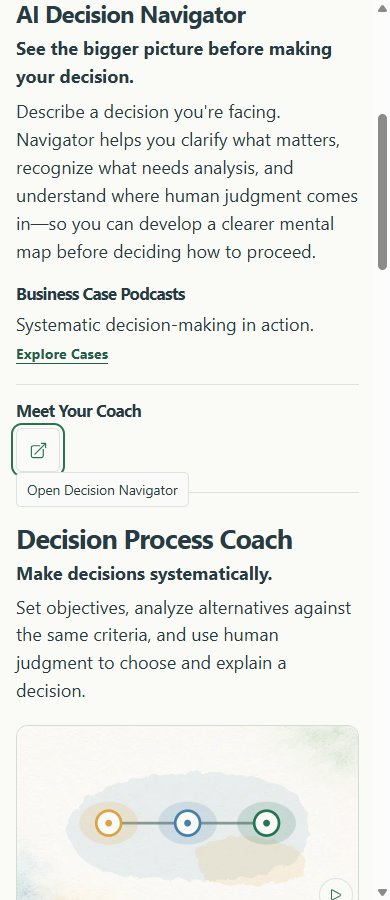 AI Decision Navigator
See the bigger picture before making
your decision.
Describe a decision you're facing.
Navigator helps you clarify what matters,
recognize what needs analysis, and
understand where human judgment comes
in—so you can develop a clearer mental
map before deciding how to proceed.
Business Case Podcasts
Systematic decision-making in action.
Explore Cases
Meet Your Coach
Open Decision Navigator
Decision Process Coach
Make decisions systematically.
Set objectives, analyze alternatives against
the same criteria, and use human
judgment to choose and explain a
decision.